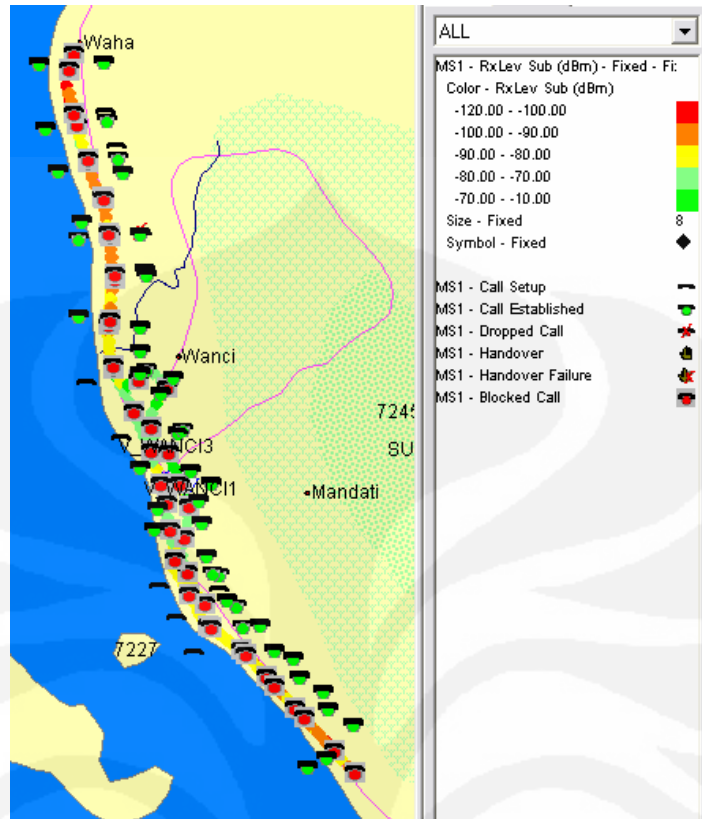 Waha
Wanci
7245
SU
V_WANCI3
V_WANCI1
Mandati
7227
ALL
MS1 - RxLev Sub (dBm) - Fixed - Fi:
Color - RxLev Sub (dBm)
-120.00 - -100.00
-100.00 - -90.00
-90.00 - -80.00
-80.00 - -70.00
-70.00 - -10.00
Size - Fixed 8
Symbol - Fixed
MS1 - Call Setup
MS1 - Call Established
MS1 - Dropped Call
MS1 - Handover
MS1 - Handover Failure
MS1 - Blocked Call